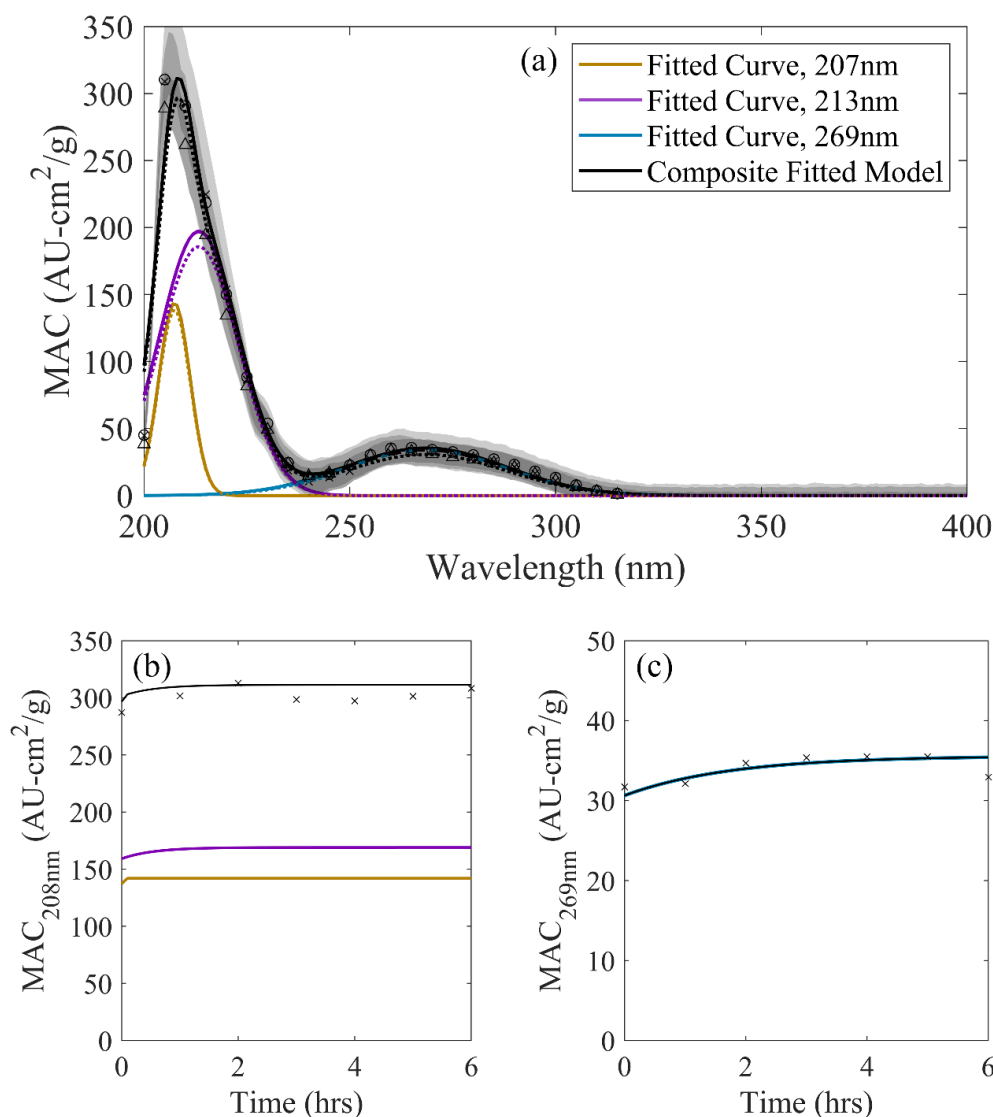 (a)
Fitted Curve, 207nm
Fitted Curve, 213nm
Fitted Curve, 269nm
Composite Fitted Model
MAC (AU-cm²/g)
350
300
250
200
150
100
50
0
200 250 300 350 400
Wavelength (nm)
(b)
MAC₂₀₈ₙₘ (AU-cm²/g)
350
300
250
200
150
100
50
0
0 2 4 6
Time (hrs)
(c)
MAC₂₆₉ₙₘ (AU-cm²/g)
50
40
30
20
10
0
0 2 4 6
Time (hrs)